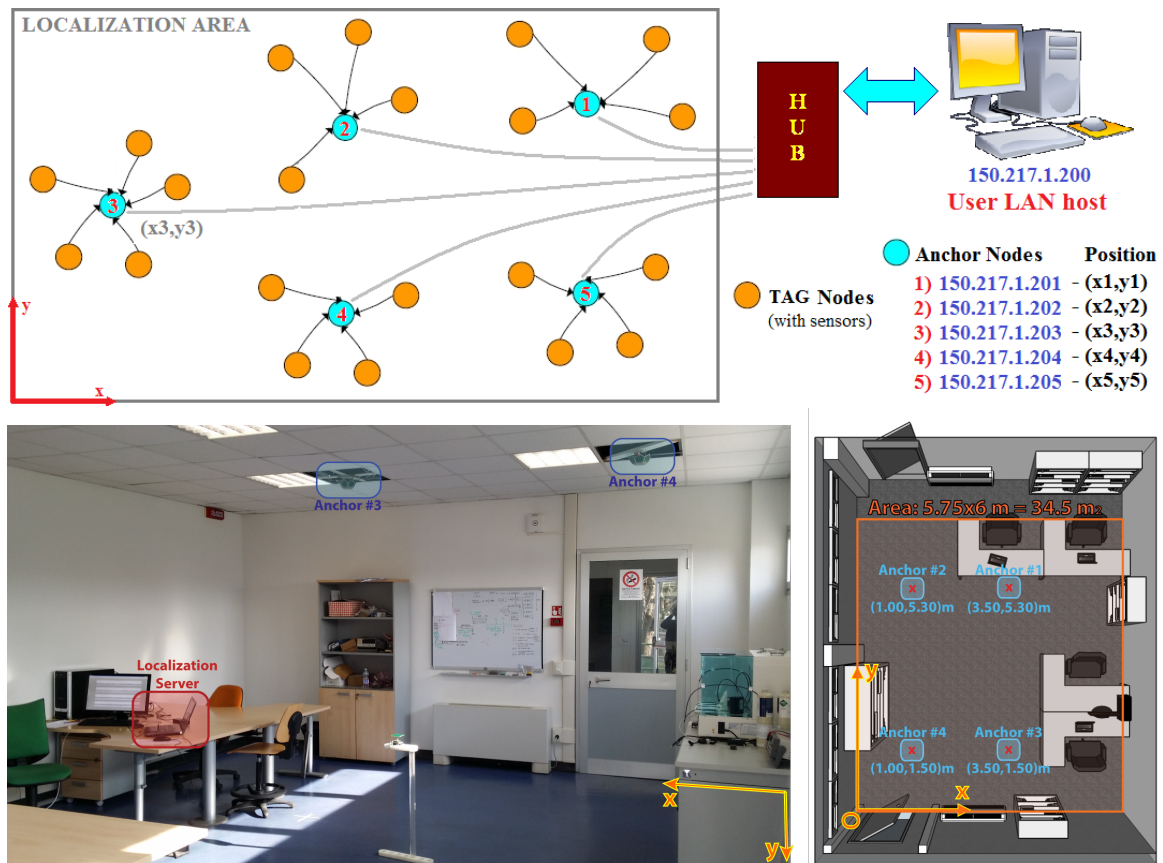 LOCALIZATION AREA
1
2
3
(x3,y3)
4
5
y
x
H
U
B
150.217.1.200
User LAN host
TAG Nodes
(with sensors)
Anchor Nodes Position
1) 150.217.1.201 - (x1,y1)
2) 150.217.1.202 - (x2,y2)
3) 150.217.1.203 - (x3,y3)
4) 150.217.1.204 - (x4,y4)
5) 150.217.1.205 - (x5,y5)
Anchor #3
Anchor #4
Localization
Server
x
y
Area: 5.75x6 m = 34.5 m2
Anchor #2
(1.00,5.30)m
Anchor #1
(3.50,5.30)m
y
Anchor #4
(1.00,1.50)m
Anchor #3
(3.50,1.50)m
x
O